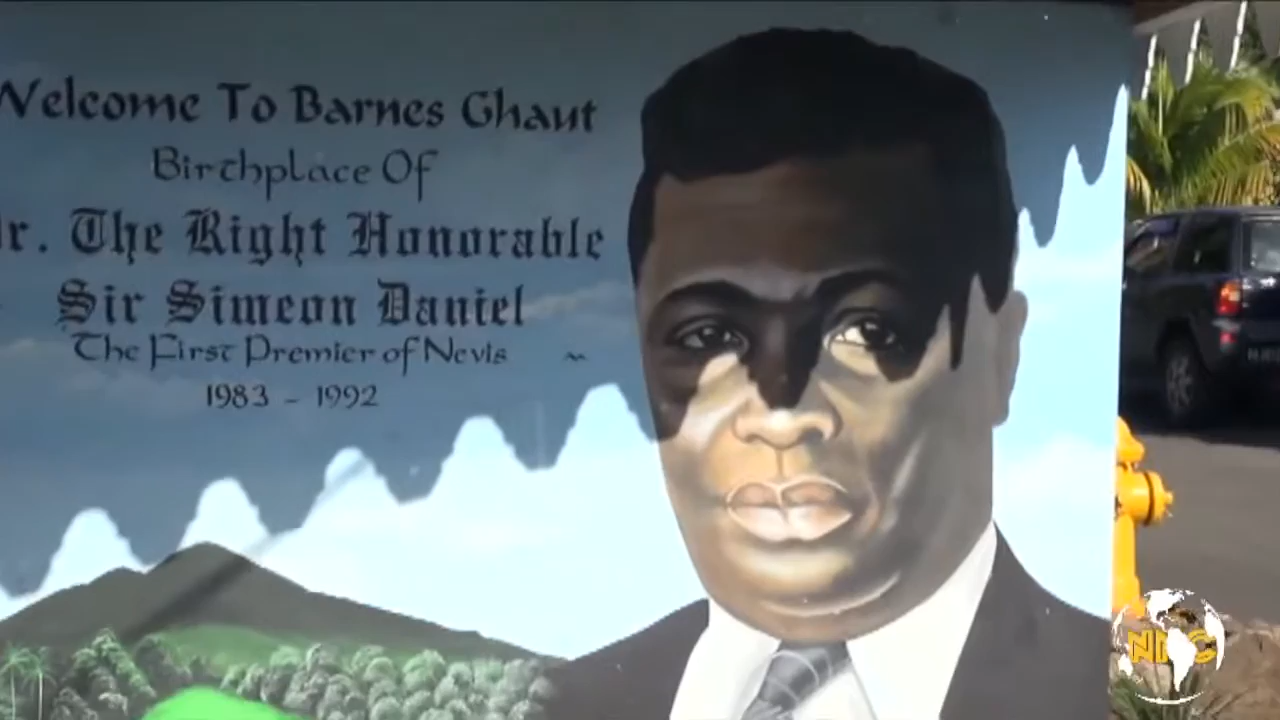 Welcome To Barnes Ghaut
Birthplace Of
Dr. The Right Honorable
Sir Simeon Daniel
The First Premier of Nevis ~
1983 - 1992